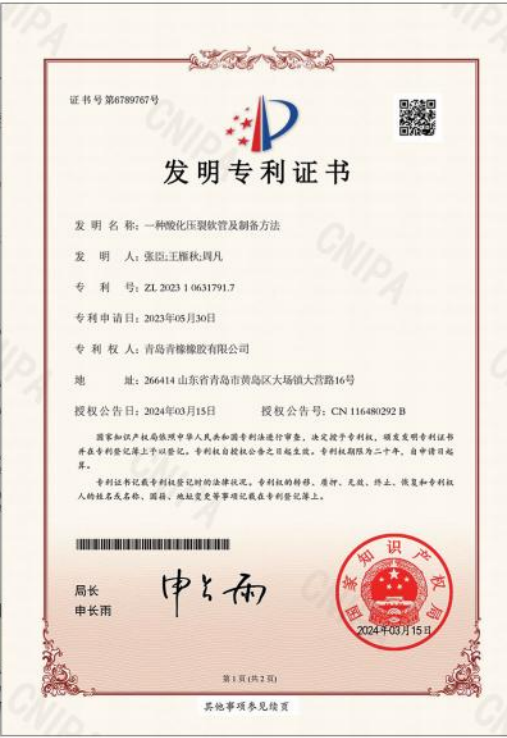 证书号第6789767号
发明专利证书
发明名称：一种酸化压裂软管及制备方法
发明人：张臣;王雁秋;周凡
专利号：ZL 2023 1 0631791.7
专利申请日：2023年05月30日
专利权人：青岛青橡橡胶有限公司
地址：266414 山东省青岛市黄岛区大场镇大营路16号
授权公告日：2024年03月15日 授权公告号：CN 116480292 B
国家知识产权局依照中华人民共和国专利法进行审查，决定授予专利权，颁发发明专利证书
并在专利登记簿上予以登记。专利权自授权公告之日起生效。专利权期限为二十年，自申请日起
算。
专利证书记载专利权登记时的法律状况。专利权的转移、质押、无效、终止、恢复和专利权
人的姓名或名称、国籍、地址变更等事项记载在专利登记簿上。
局长
申长雨
申长雨
国家知识产权局
2024年03月15日
第1页(共2页)
其他事项参见续页
CNIPA
CNIPA
CNIPA